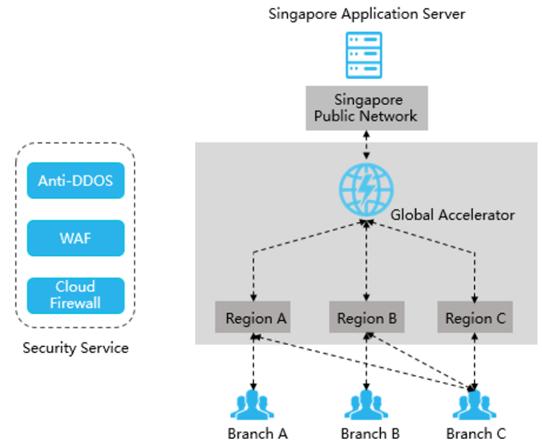 Singapore Application Server
Singapore
Public Network
Anti-DDOS
WAF
Cloud
Firewall
Security Service
Global Accelerator
Region A
Region B
Region C
Branch A
Branch B
Branch C